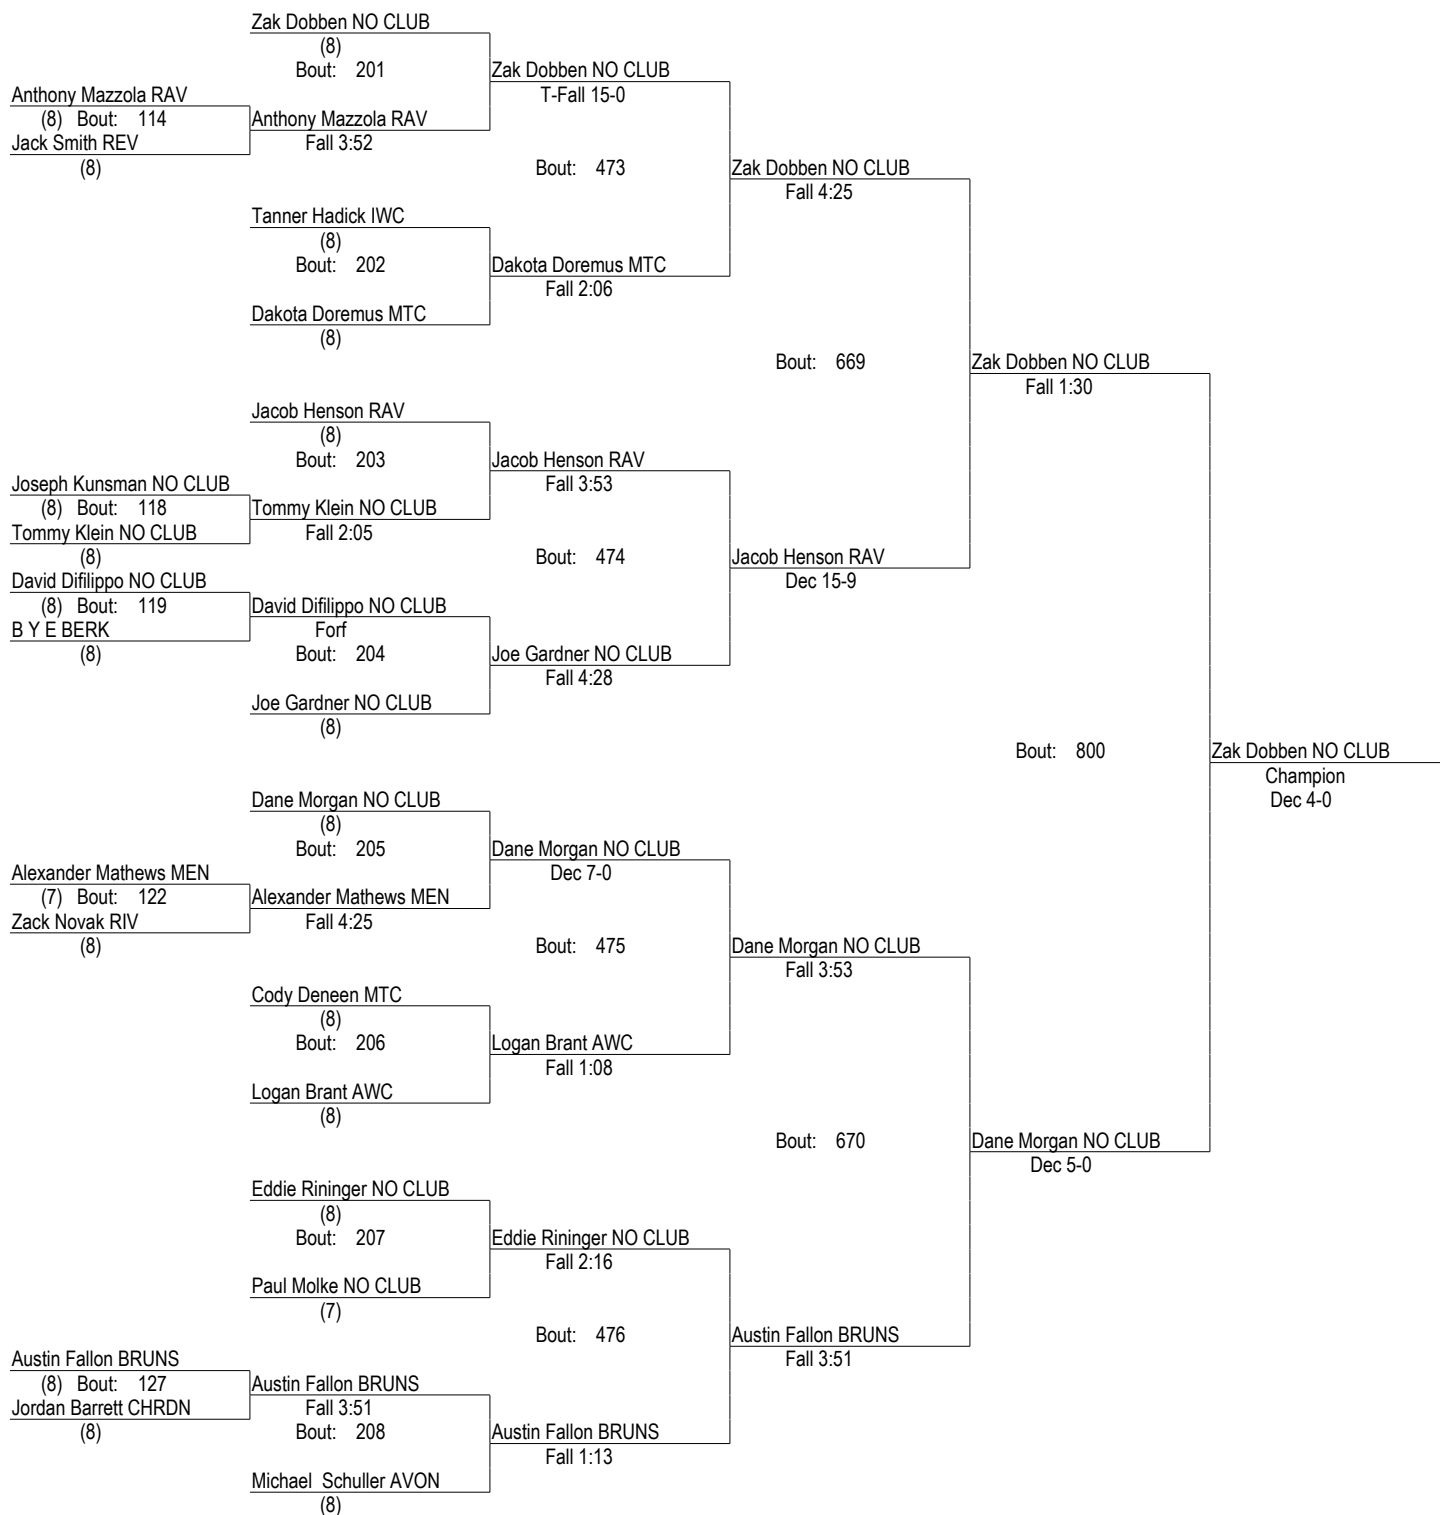 Zak Dobben NO CLUB
(8)
Bout: 201
Zak Dobben NO CLUB
T-Fall 15-0
Anthony Mazzola RAV
(8) Bout: 114
Jack Smith REV
(8)
Anthony Mazzola RAV
Fall 3:52
Bout: 473
Zak Dobben NO CLUB
Fall 4:25
Tanner Hadick IWC
(8)
Bout: 202
Dakota Doremus MTC
Fall 2:06
Dakota Doremus MTC
(8)
Bout: 669
Zak Dobben NO CLUB
Fall 1:30
Jacob Henson RAV
(8)
Bout: 203
Jacob Henson RAV
Fall 3:53
Joseph Kunsman NO CLUB
(8) Bout: 118
Tommy Klein NO CLUB
(8)
Tommy Klein NO CLUB
Fall 2:05
Bout: 474
Jacob Henson RAV
Dec 15-9
David Difilippo NO CLUB
(8) Bout: 119
B Y E BERK
(8)
David Difilippo NO CLUB
Forf
Bout: 204
Joe Gardner NO CLUB
Fall 4:28
Joe Gardner NO CLUB
(8)
Bout: 800
Zak Dobben NO CLUB
Champion
Dec 4-0
Dane Morgan NO CLUB
(8)
Bout: 205
Dane Morgan NO CLUB
Dec 7-0
Alexander Mathews MEN
(7) Bout: 122
Zack Novak RIV
(8)
Alexander Mathews MEN
Fall 4:25
Bout: 475
Dane Morgan NO CLUB
Fall 3:53
Cody Deneen MTC
(8)
Bout: 206
Logan Brant AWC
Fall 1:08
Logan Brant AWC
(8)
Bout: 670
Dane Morgan NO CLUB
Dec 5-0
Eddie Rininger NO CLUB
(8)
Bout: 207
Eddie Rininger NO CLUB
Fall 2:16
Paul Molke NO CLUB
(7)
Bout: 476
Austin Fallon BRUNS
Fall 3:51
Austin Fallon BRUNS
(8) Bout: 127
Jordan Barrett CHRDN
(8)
Austin Fallon BRUNS
Fall 3:51
Bout: 208
Austin Fallon BRUNS
Fall 1:13
Michael Schuller AVON
(8)